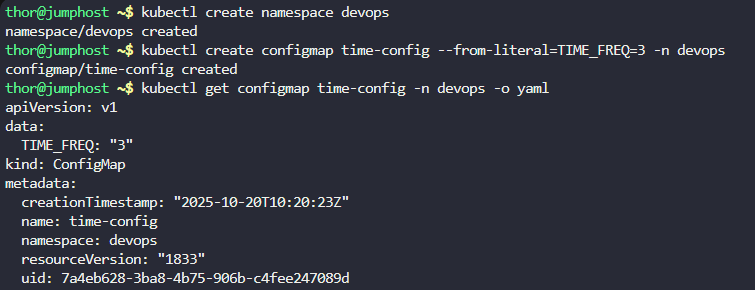 thor@jumphost ~$ kubectl create namespace devops
namespace/devops created
thor@jumphost ~$ kubectl create configmap time-config --from-literal=TIME_FREQ=3 -n devops
configmap/time-config created
thor@jumphost ~$ kubectl get configmap time-config -n devops -o yaml
apiVersion: v1
data:
  TIME_FREQ: "3"
kind: ConfigMap
metadata:
  creationTimestamp: "2025-10-20T10:20:23Z"
  name: time-config
  namespace: devops
  resourceVersion: "1833"
  uid: 7a4eb628-3ba8-4b75-906b-c4fee247089d